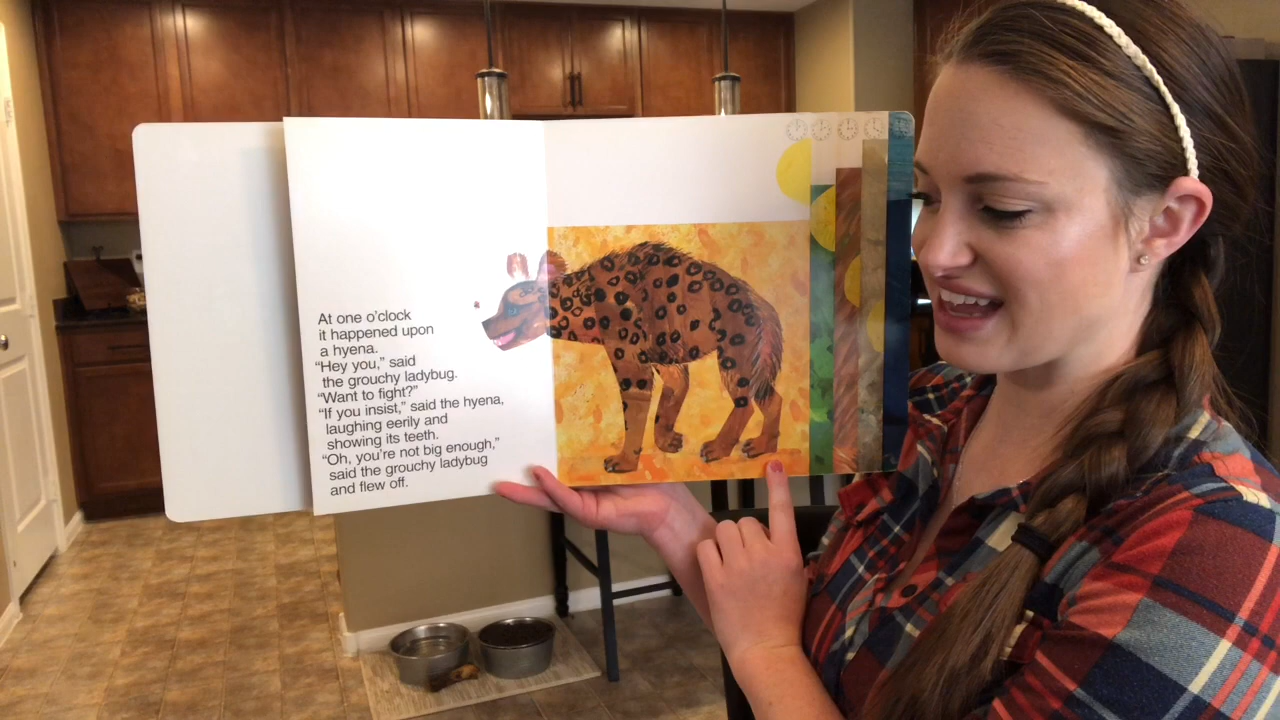 At one o'clock
it happened upon
a hyena.
"Hey you," said
the grouchy ladybug.
"Want to fight?"
"If you insist," said the hyena,
laughing eerily and
showing its teeth.
"Oh, you're not big enough,"
said the grouchy ladybug
and flew off.